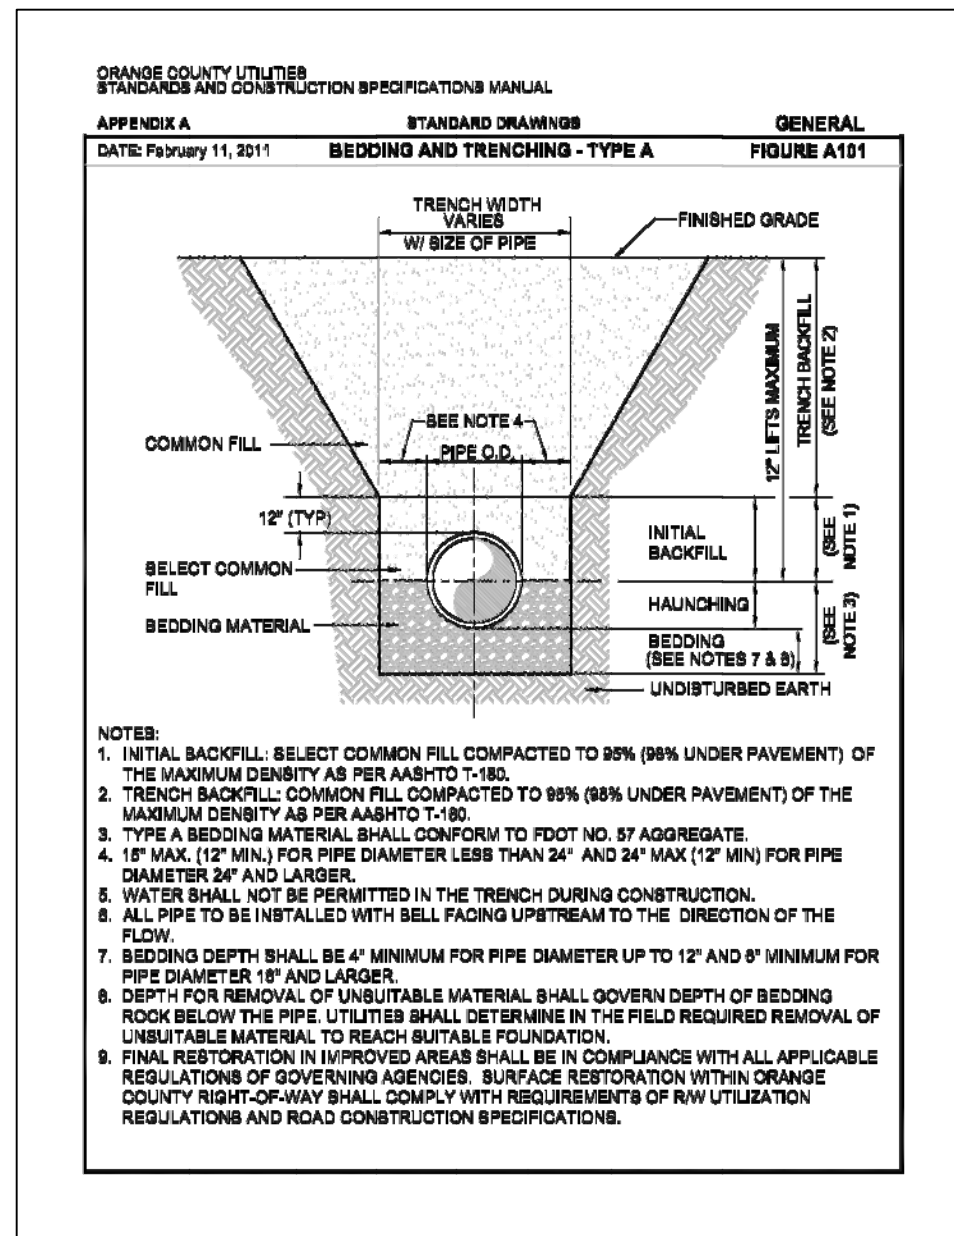 ORANGE COUNTY UTILITIES
STANDARDS AND CONSTRUCTION SPECIFICATIONS MANUAL
APPENDIX A STANDARD DRAWINGS GENERAL
DATE: February 11, 2011 BEDDING AND TRENCHING - TYPE A FIGURE A101
TRENCH WIDTH
VARIES
W/ SIZE OF PIPE
FINISHED GRADE
12" LIFTS MAXIMUM
TRENCH BACKFILL
(SEE NOTE 2)
SEE NOTE 4
COMMON FILL
PIPE O.D.
12" (TYP)
INITIAL
BACKFILL
(SEE
NOTE 1)
SELECT COMMON
FILL
HAUNCHING
(SEE
NOTE 3)
BEDDING MATERIAL
BEDDING
(SEE NOTES 7 & 8)
UNDISTURBED EARTH
NOTES:
1. INITIAL BACKFILL: SELECT COMMON FILL COMPACTED TO 95% (98% UNDER PAVEMENT) OF
THE MAXIMUM DENSITY AS PER AASHTO T-180.
2. TRENCH BACKFILL: COMMON FILL COMPACTED TO 95% (98% UNDER PAVEMENT) OF THE
MAXIMUM DENSITY AS PER AASHTO T-180.
3. TYPE A BEDDING MATERIAL SHALL CONFORM TO FDOT NO. 57 AGGREGATE.
4. 15" MAX. (12" MIN.) FOR PIPE DIAMETER LESS THAN 24" AND 24" MAX (12" MIN) FOR PIPE
DIAMETER 24" AND LARGER.
5. WATER SHALL NOT BE PERMITTED IN THE TRENCH DURING CONSTRUCTION.
6. ALL PIPE TO BE INSTALLED WITH BELL FACING UPSTREAM TO THE DIRECTION OF THE
FLOW.
7. BEDDING DEPTH SHALL BE 4" MINIMUM FOR PIPE DIAMETER UP TO 12" AND 6" MINIMUM FOR
PIPE DIAMETER 16" AND LARGER.
8. DEPTH FOR REMOVAL OF UNSUITABLE MATERIAL SHALL GOVERN DEPTH OF BEDDING
ROCK BELOW THE PIPE. UTILITIES SHALL DETERMINE IN THE FIELD REQUIRED REMOVAL OF
UNSUITABLE MATERIAL TO REACH SUITABLE FOUNDATION.
9. FINAL RESTORATION IN IMPROVED AREAS SHALL BE IN COMPLIANCE WITH ALL APPLICABLE
REGULATIONS OF GOVERNING AGENCIES. SURFACE RESTORATION WITHIN ORANGE
COUNTY RIGHT-OF-WAY SHALL COMPLY WITH REQUIREMENTS OF R/W UTILIZATION
REGULATIONS AND ROAD CONSTRUCTION SPECIFICATIONS.